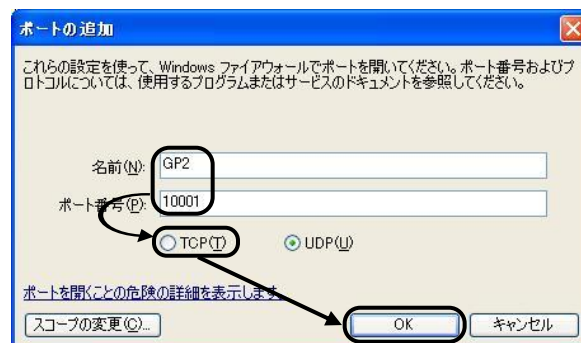 ポートの追加
これらの設定を使って、Windows ファイアウォールでポートを開いてください。ポート番号およびプ
ロトコルについては、使用するプログラムまたはサービスのドキュメントを参照してください。
名前(N): GP2
ポート番号(P): 10001
TCP(T) UDP(U)
ポートを開くことの危険の詳細を表示します。
スコープの変更(C)... OK キャンセル